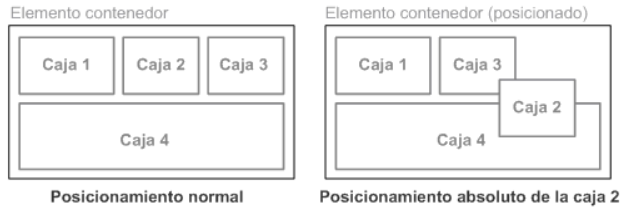 Elemento contenedor
Caja 1
Caja 2
Caja 3
Caja 4
Posicionamiento normal
Elemento contenedor (posicionado)
Caja 1
Caja 3
Caja 2
Caja 4
Posicionamiento absoluto de la caja 2